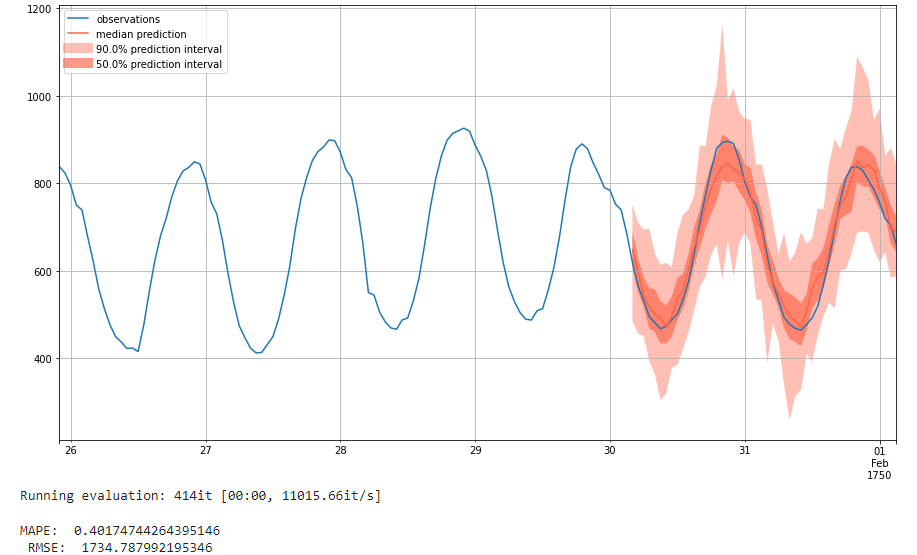 1200
1000
800
600
400
observations
median prediction
90.0% prediction interval
50.0% prediction interval
26
27
28
29
30
31
01
Feb
1750
Running evaluation: 414it [00:00, 11015.66it/s]
MAPE:  0.40174744264395146
RMSE:  1734.787992195346